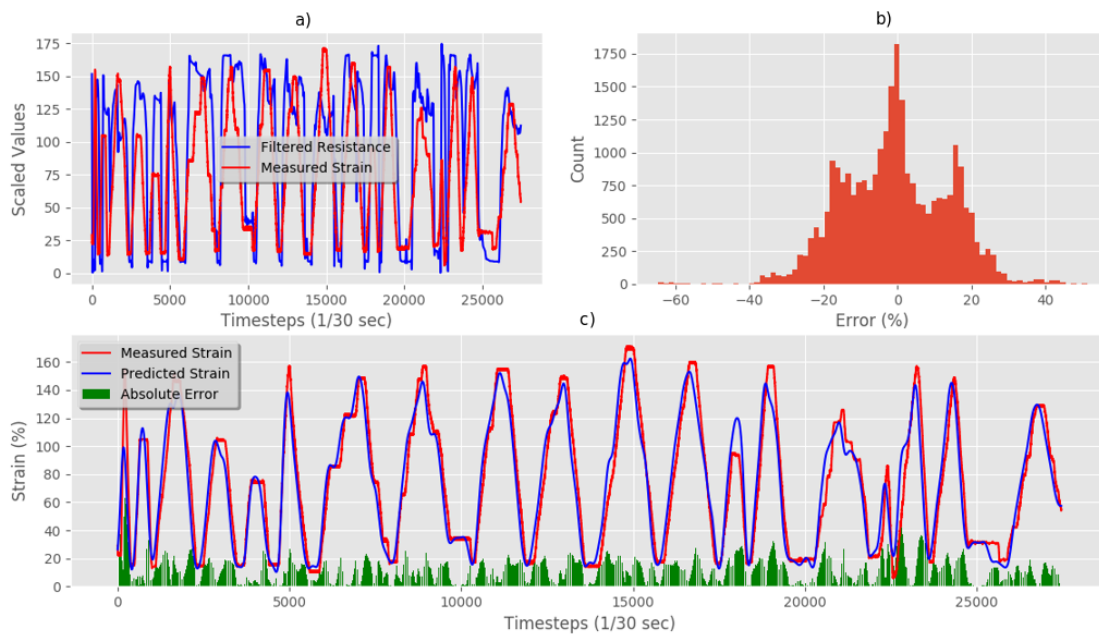 a)
175
150
125
100
75
50
25
0
Scaled Values
Filtered Resistance
Measured Strain
0 5000 10000 15000 20000 25000
Timesteps (1/30 sec)
b)
1750
1500
1250
1000
750
500
250
0
Count
−60 −40 −20 0 20 40
Error (%)
c)
160
140
120
100
80
60
40
20
0
Strain (%)
Measured Strain
Predicted Strain
Absolute Error
0 5000 10000 15000 20000 25000
Timesteps (1/30 sec)